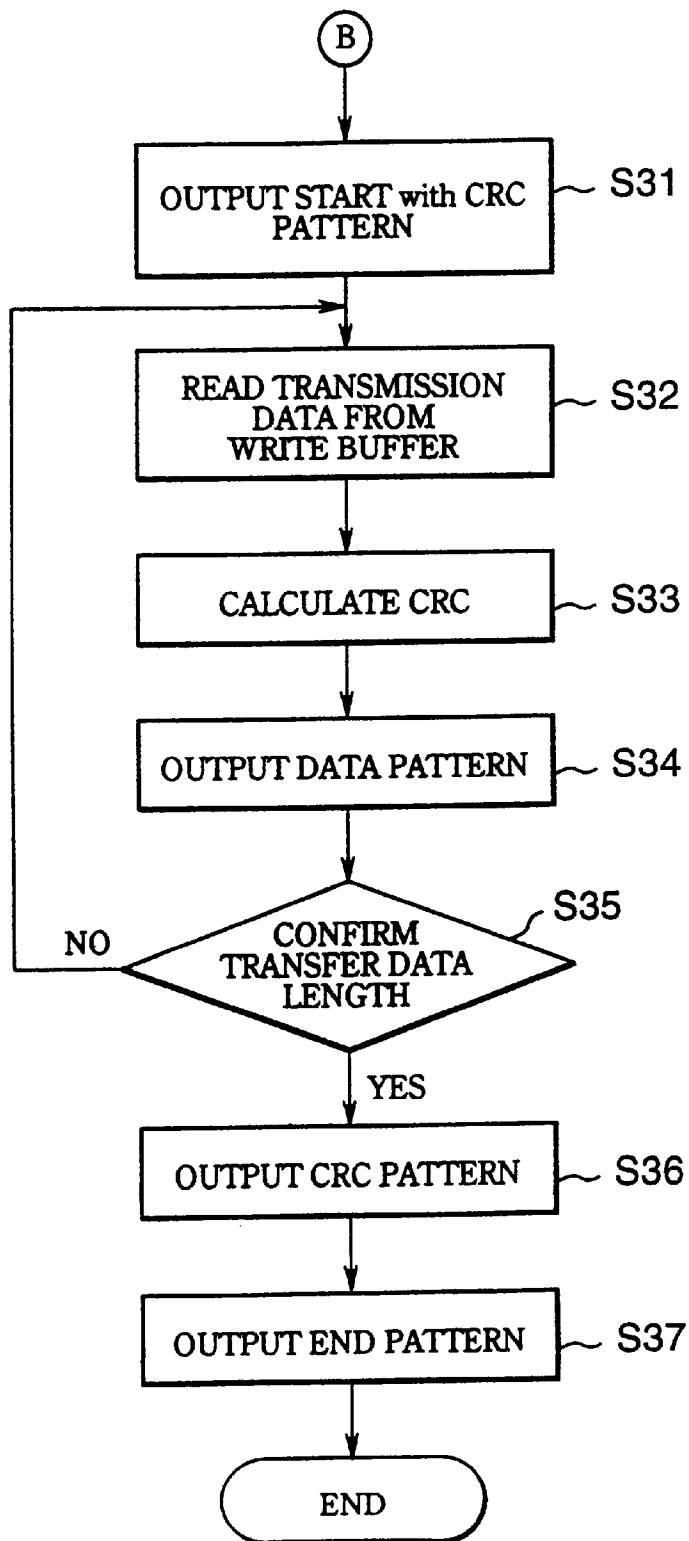 B
OUTPUT START with CRC
PATTERN
S31
READ TRANSMISSION
DATA FROM
WRITE BUFFER
S32
CALCULATE CRC
S33
OUTPUT DATA PATTERN
S34
CONFIRM
TRANSFER DATA
LENGTH
S35
NO
YES
OUTPUT CRC PATTERN
S36
OUTPUT END PATTERN
S37
END